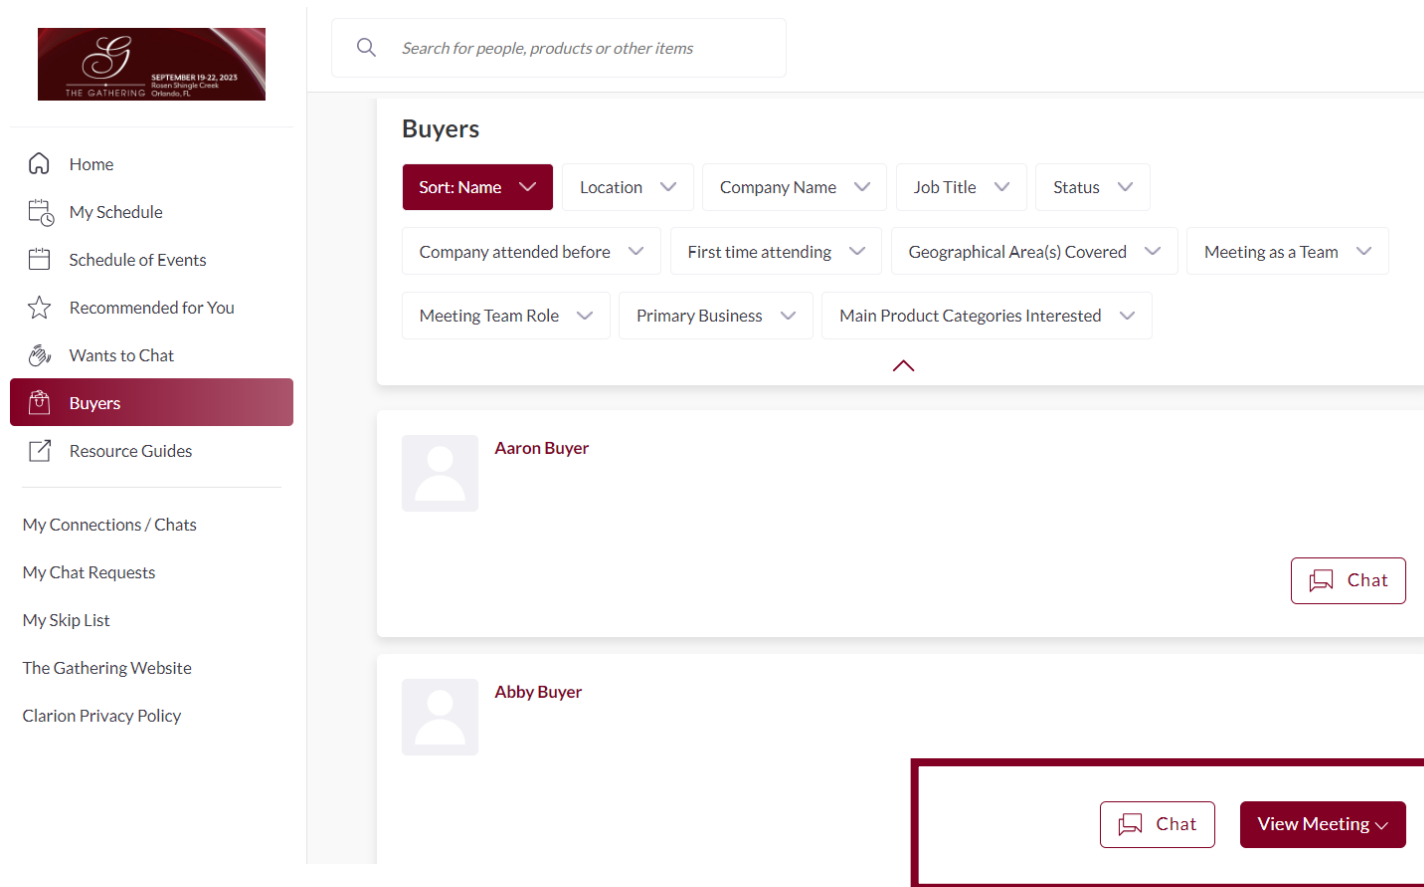 G
SEPTEMBER 19-22, 2023
Rosen Shingle Creek
THE GATHERING Orlando, FL
Search for people, products or other items
Home
My Schedule
Schedule of Events
Recommended for You
Wants to Chat
Buyers
Resource Guides
My Connections / Chats
My Chat Requests
My Skip List
The Gathering Website
Clarion Privacy Policy
Buyers
Sort: Name Location Company Name Job Title Status
Company attended before First time attending Geographical Area(s) Covered Meeting as a Team
Meeting Team Role Primary Business Main Product Categories Interested
Aaron Buyer
Chat
Abby Buyer
Chat View Meeting